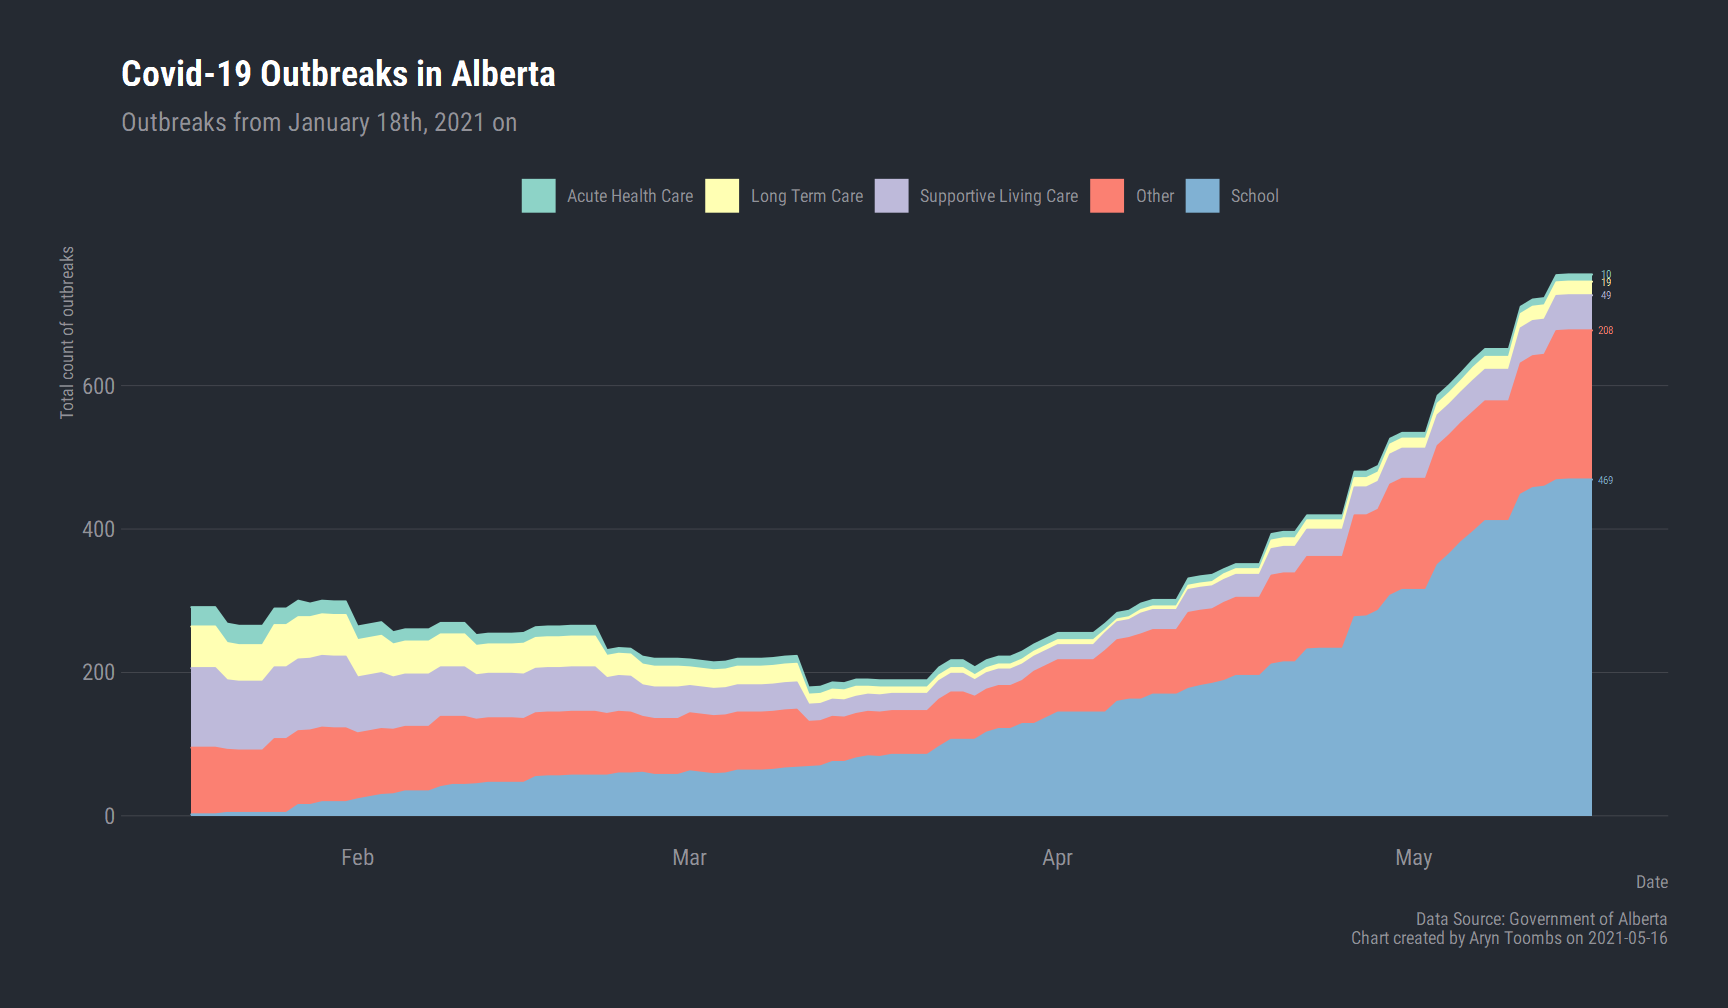 Covid-19 Outbreaks in Alberta
Outbreaks from January 18th, 2021 on
Acute Health Care Long Term Care Supportive Living Care Other School
Total count of outbreaks
10
19
49
208
600
469
400
200
0
Feb Mar Apr May
Date
Data Source: Government of Alberta
Chart created by Aryn Toombs on 2021-05-16